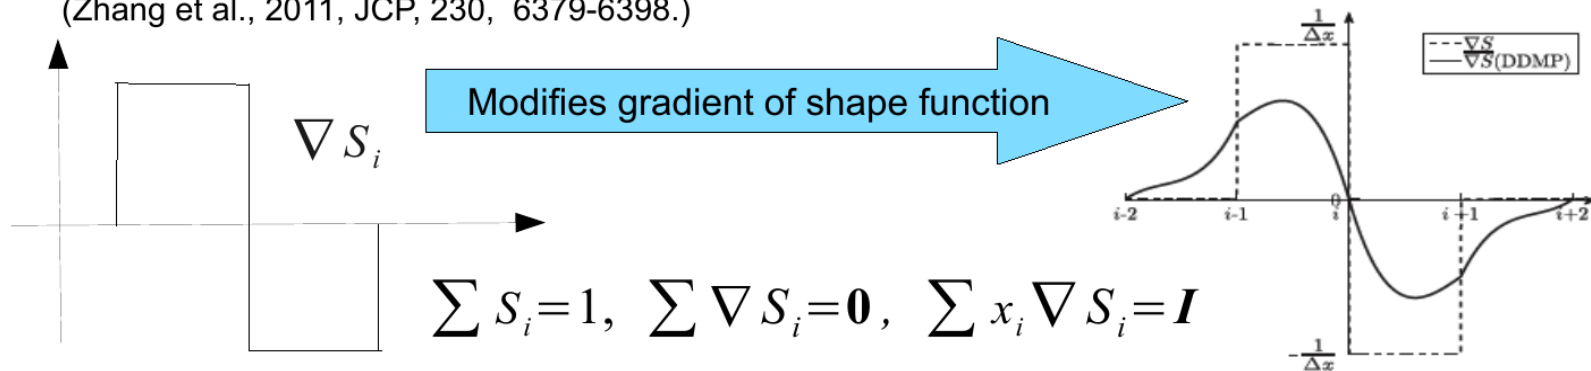 (Zhang et al., 2011, JCP, 230, 6379-6398.)
∇ S_i
Modifies gradient of shape function
1/Δx
∇S
∇S̅(DDMP)
i-2
i-1
0
i
i+1
i+2
-1/Δx
∑ S_i=1, ∑ ∇ S_i=0, ∑ x_i ∇ S_i=I